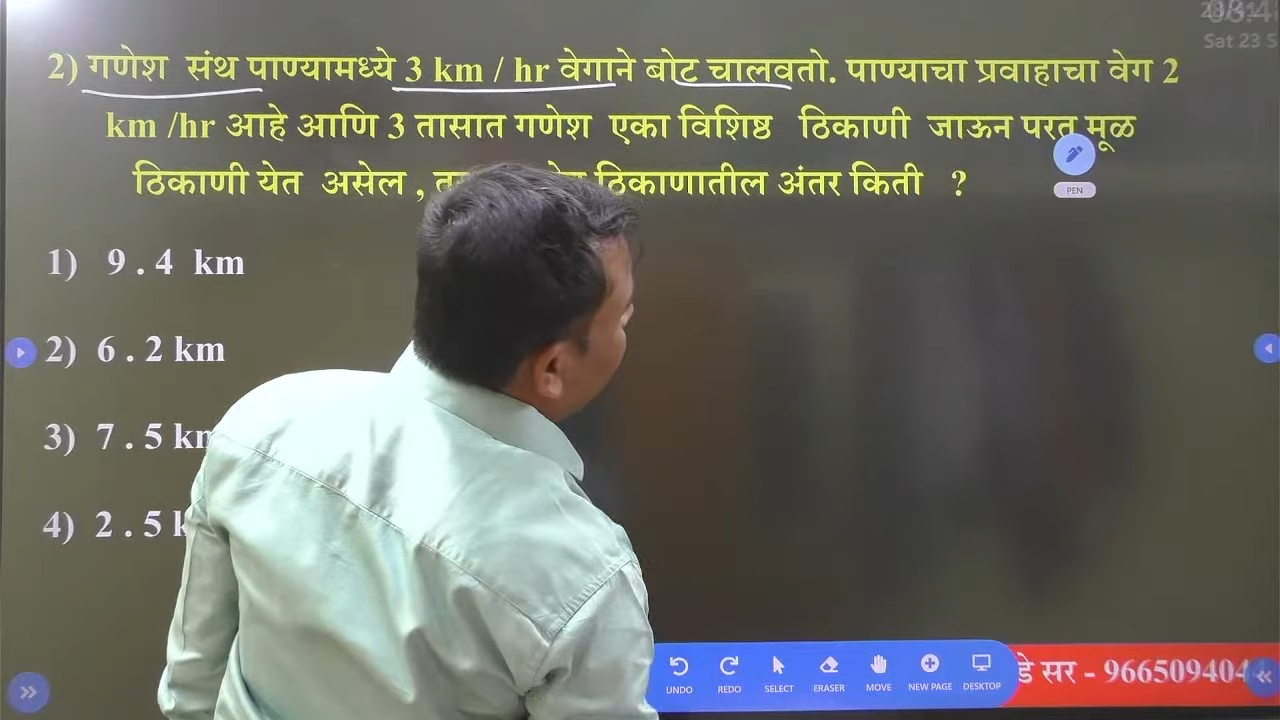 Sat 23 S
2) गणेश संथ पाण्यामध्ये 3 km / hr वेगाने बोट चालवतो. पाण्याचा प्रवाहाचा वेग 2
km /hr आहे आणि 3 तासात गणेश एका विशिष्ठ ठिकाणी जाऊन परत मूळ
ठिकाणी येत असेल , ठिकाणातील अंतर किती ?
PEN
1) 9 . 4 km
2) 6 . 2 km
3) 7 . 5 km
4) 2 . 5 k
UNDO REDO SELECT ERASER MOVE NEW PAGE DESKTOP
सर - 966509404